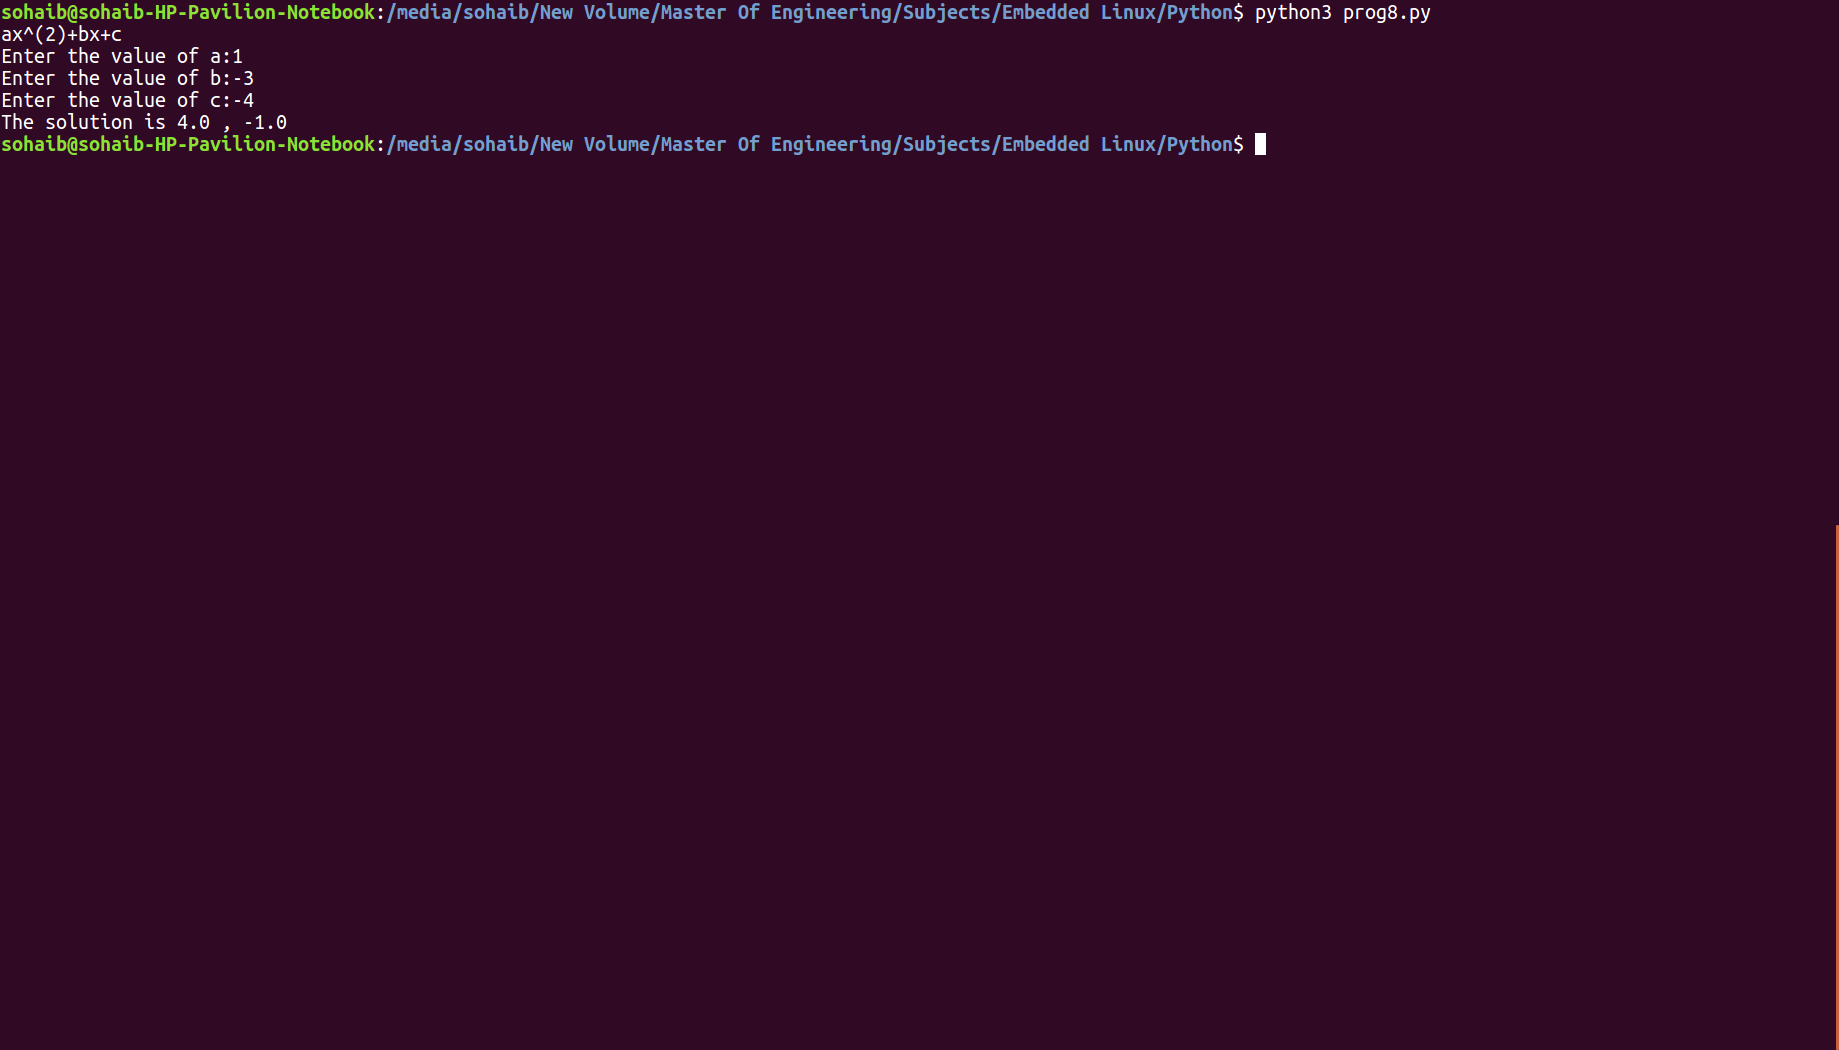 sohaib@sohaib-HP-Pavilion-Notebook:/media/sohaib/New Volume/Master Of Engineering/Subjects/Embedded Linux/Python$ python3 prog8.py
ax^(2)+bx+c
Enter the value of a:1
Enter the value of b:-3
Enter the value of c:-4
The solution is 4.0 , -1.0
sohaib@sohaib-HP-Pavilion-Notebook:/media/sohaib/New Volume/Master Of Engineering/Subjects/Embedded Linux/Python$